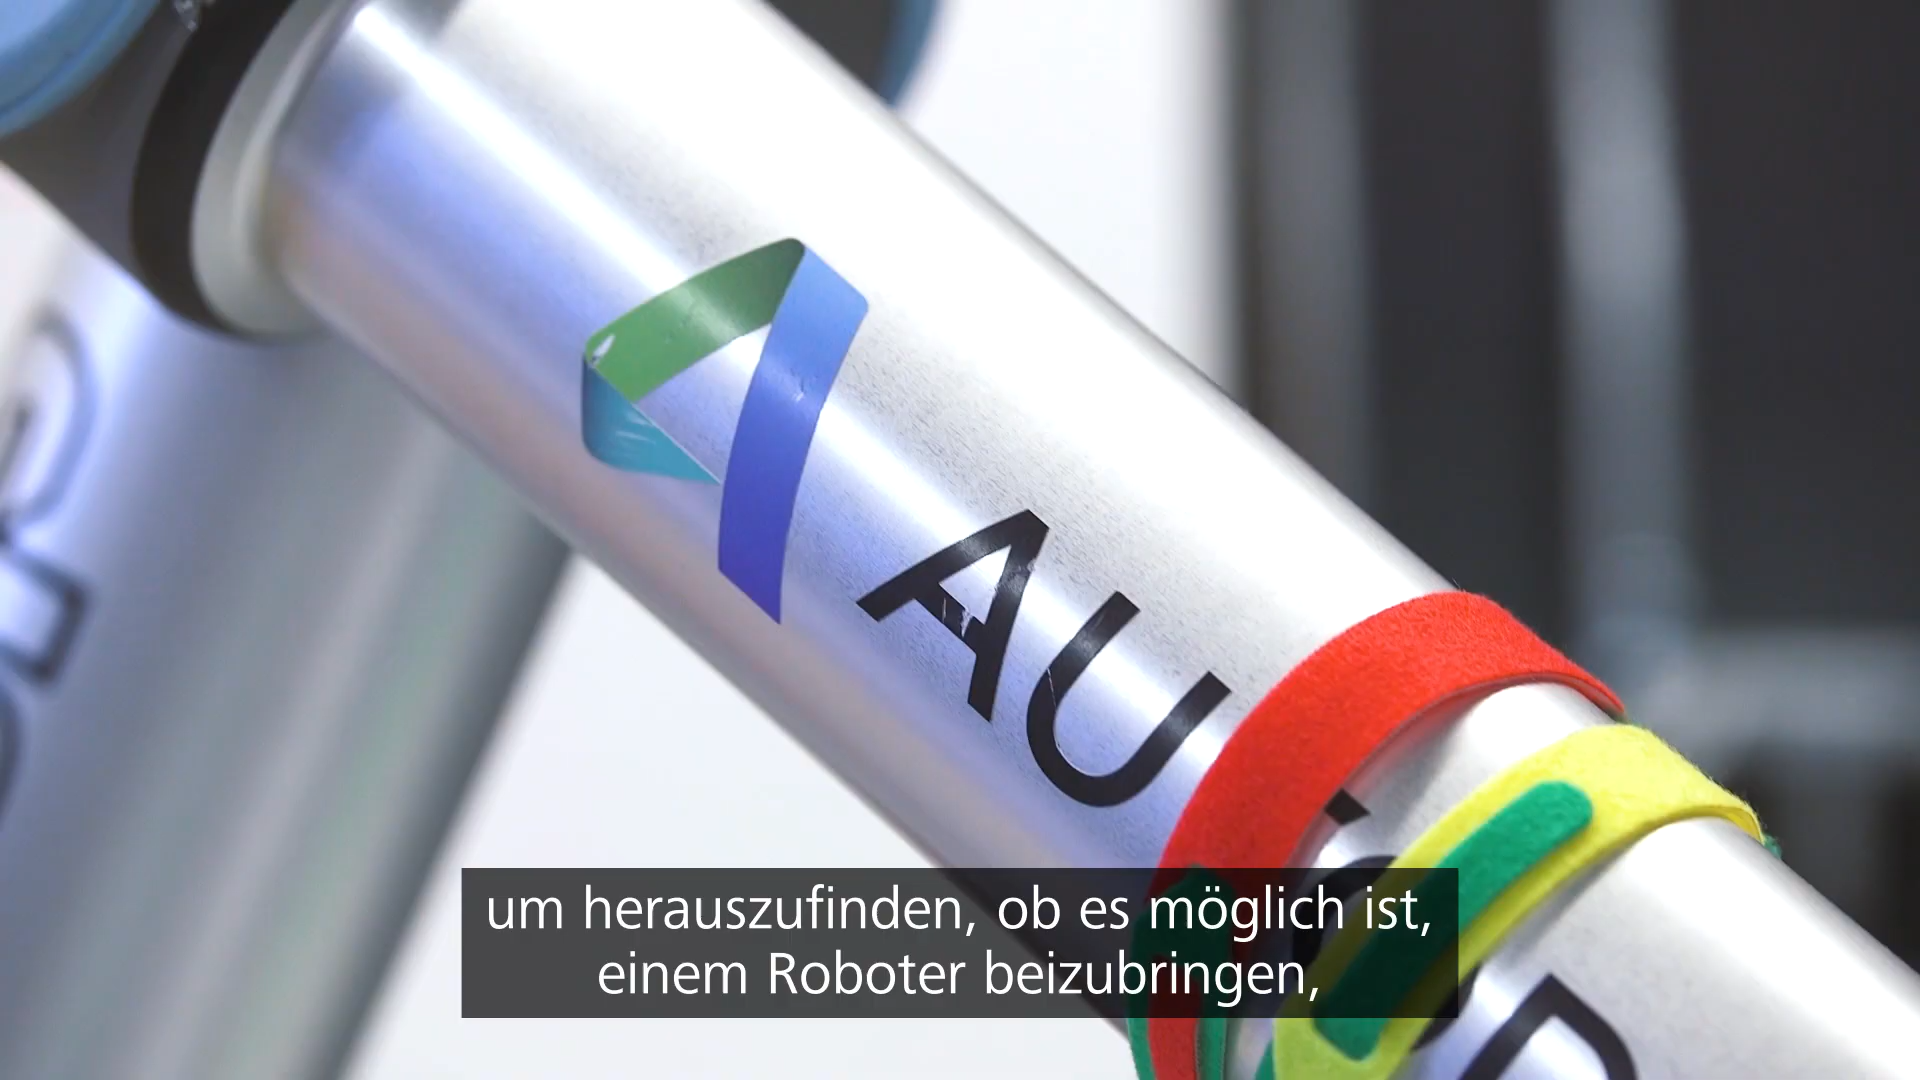 AU
um herauszufinden, ob es möglich ist,
einem Roboter beizubringen,